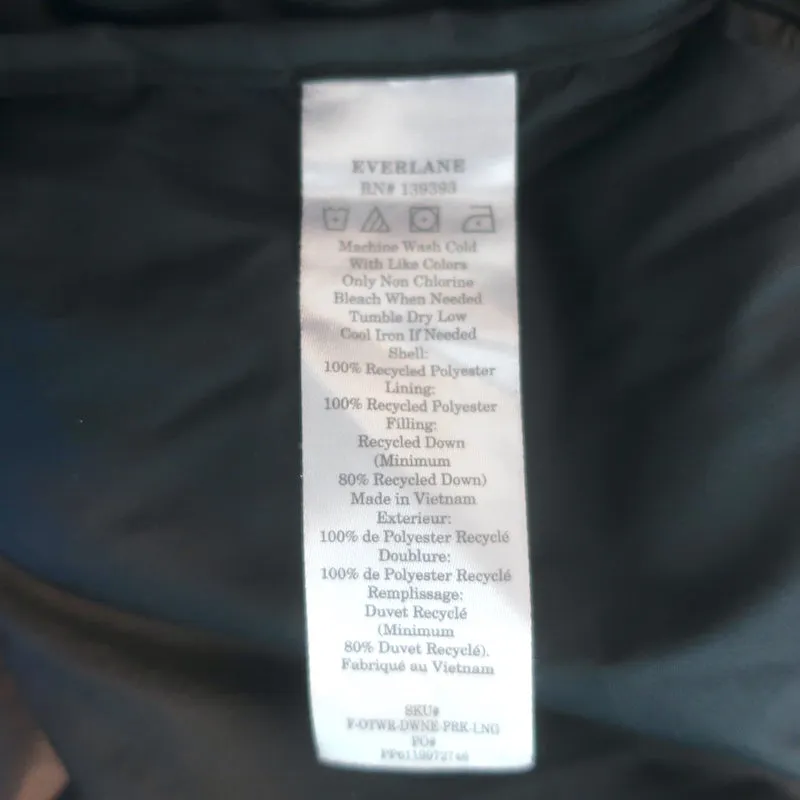 EVERLANE
RN# 139393
Machine Wash Cold
With Like Colors
Only Non Chlorine
Bleach When Needed
Tumble Dry Low
Cool Iron If Needed
Shell:
100% Recycled Polyester
Lining:
100% Recycled Polyester
Filling:
Recycled Down
(Minimum
80% Recycled Down)
Made in Vietnam
Exterieur:
100% de Polyester Recyclé
Doublure:
100% de Polyester Recyclé
Remplissage:
Duvet Recyclé
(Minimum
80% Duvet Recyclé).
Fabriqué au Vietnam
SKU#
F-OTWR-DWNE-PRK-LNG
PO#